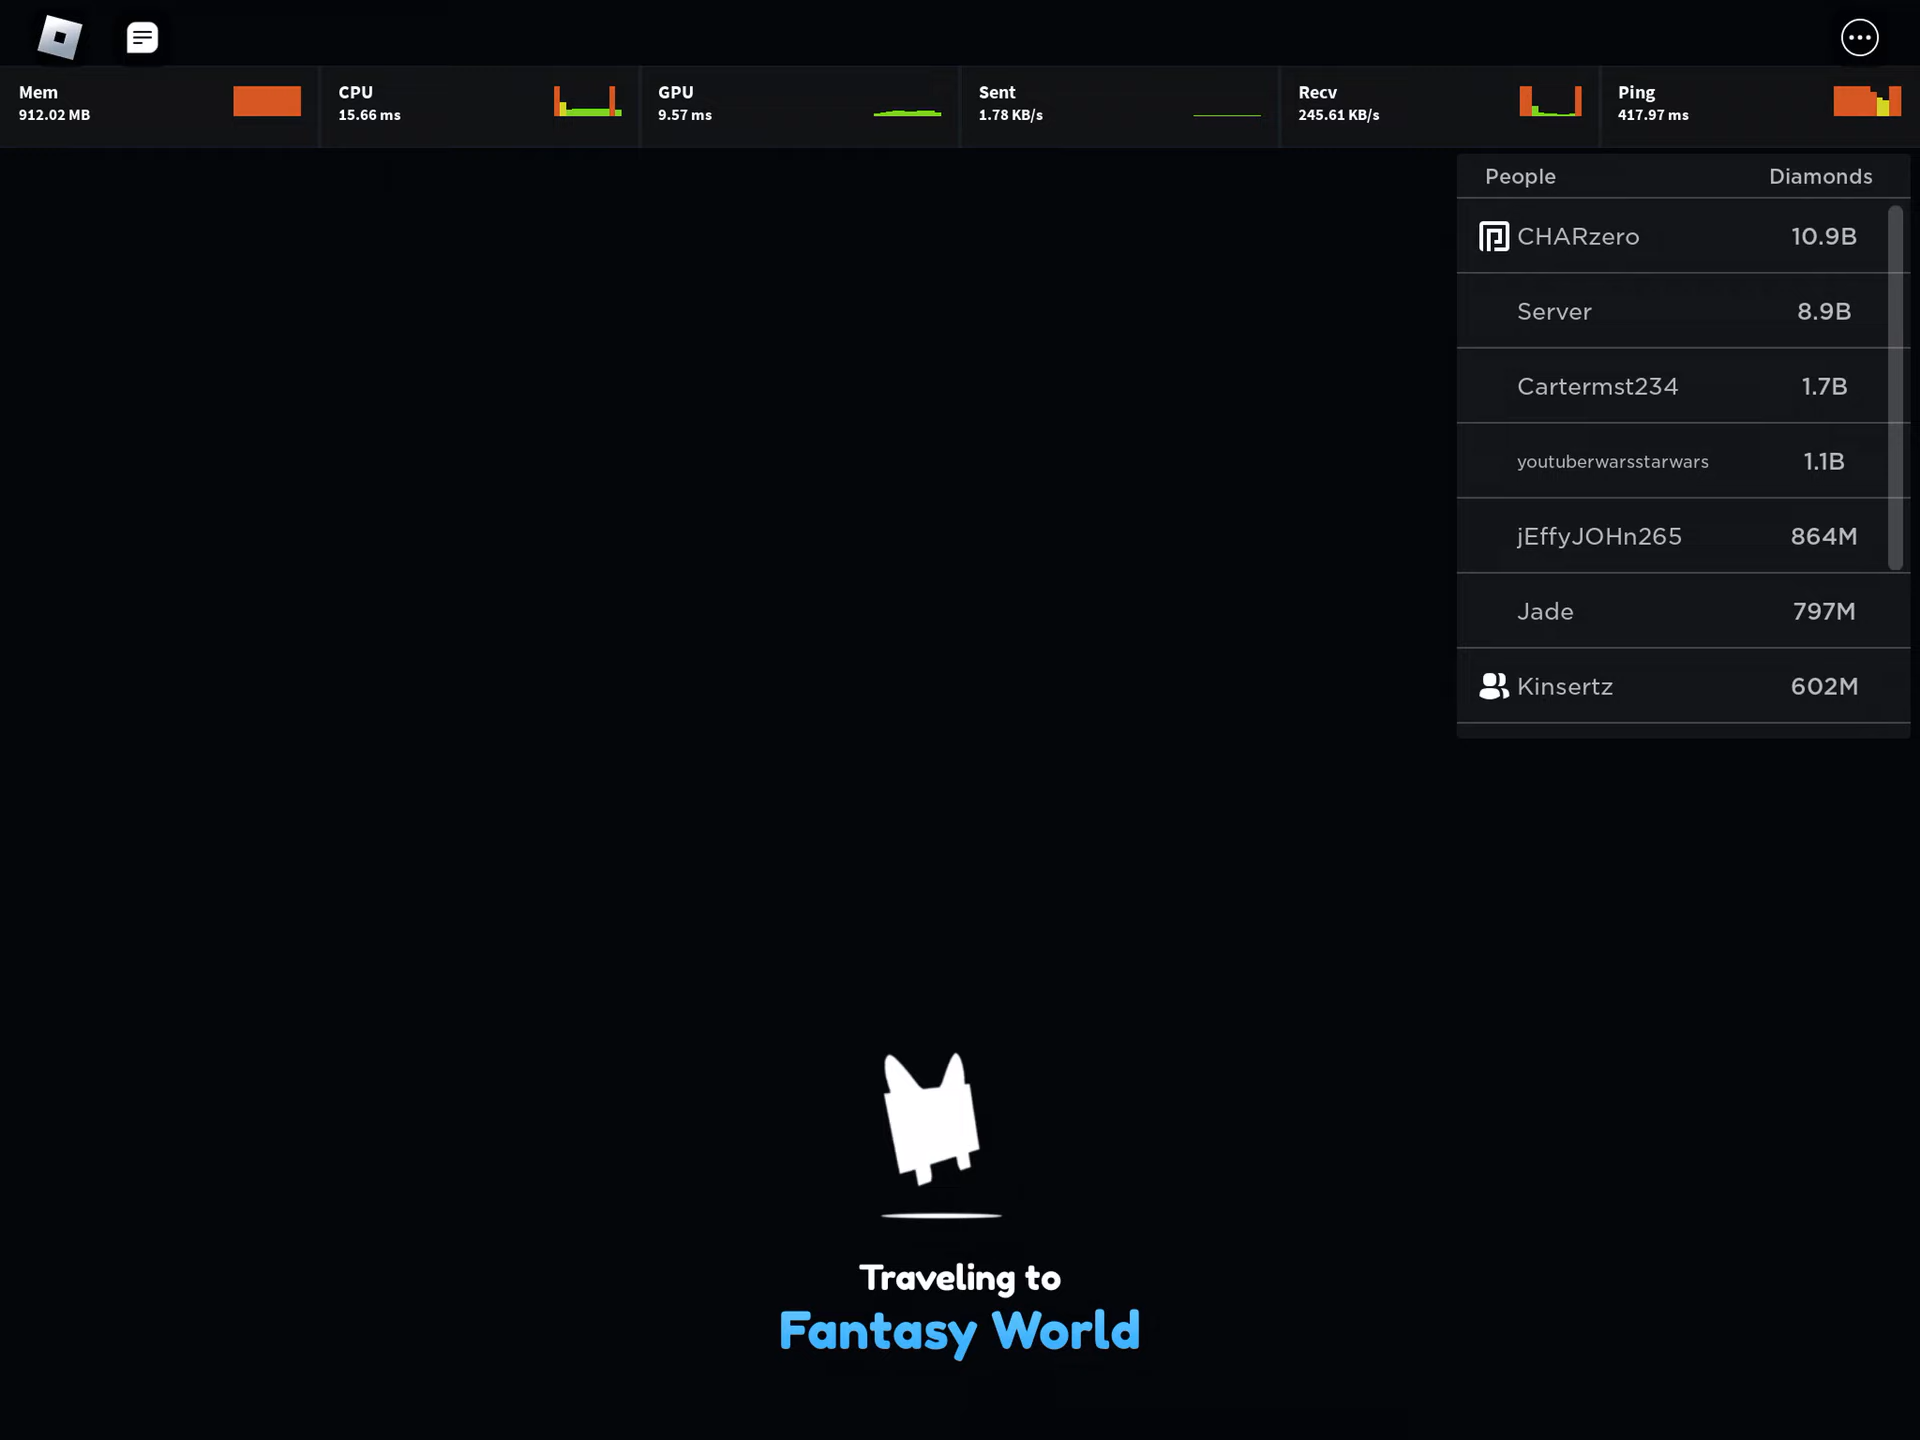 Mem
912.02 MB
CPU
15.66 ms
GPU
9.57 ms
Sent
1.78 KB/s
Recv
245.61 KB/s
Ping
417.97 ms
People Diamonds
CHARzero 10.9B
Server 8.9B
Cartermst234 1.7B
youtuberwarsstarwars 1.1B
jEffyJOHn265 864M
Jade 797M
Kinsertz 602M
Traveling to
Fantasy World